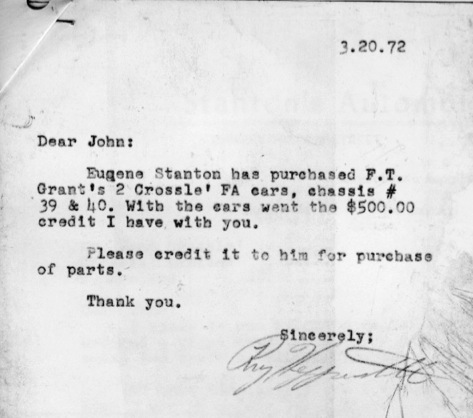 3.20.72
Dear John:
Eugene Stanton has purchased F.T.
Grant's 2 Crossle' FA cars, chassis #
39 & 40. With the cars went the $500.00
credit I have with you.
Please credit it to him for purchase
of parts.
Thank you.
Sincerely;